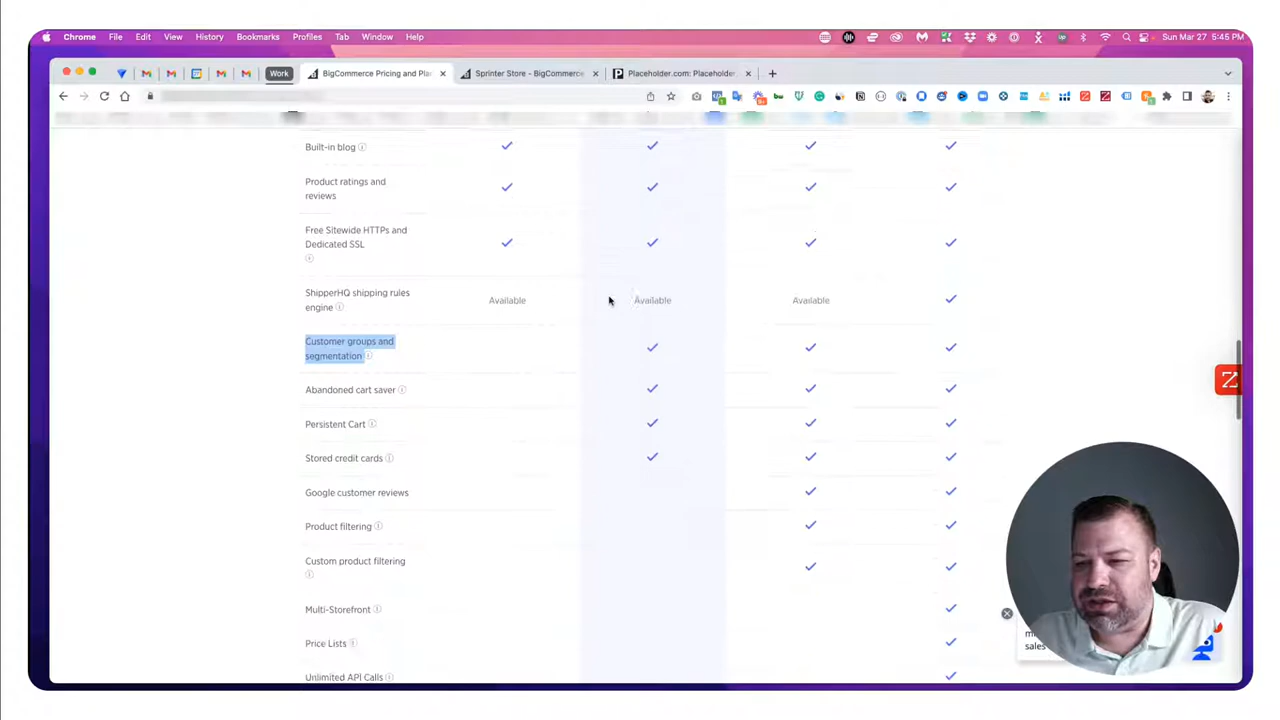 Chrome File Edit View History Bookmarks Profiles Tab Window Help Sun Mar 27 5:45 PM
Work BigCommerce Pricing and Pla Sprinter Store - BigCommerce Placeholder.com: Placeholder
Built-in blog
Product ratings and
reviews
Free Sitewide HTTPs and
Dedicated SSL
ShipperHQ shipping rules
engine
Available Available Available
Customer groups and
segmentation
Abandoned cart saver
Persistent Cart
Stored credit cards
Google customer reviews
Product filtering
Custom product filtering
Multi-Storefront
Price Lists
Unlimited API Calls
sales